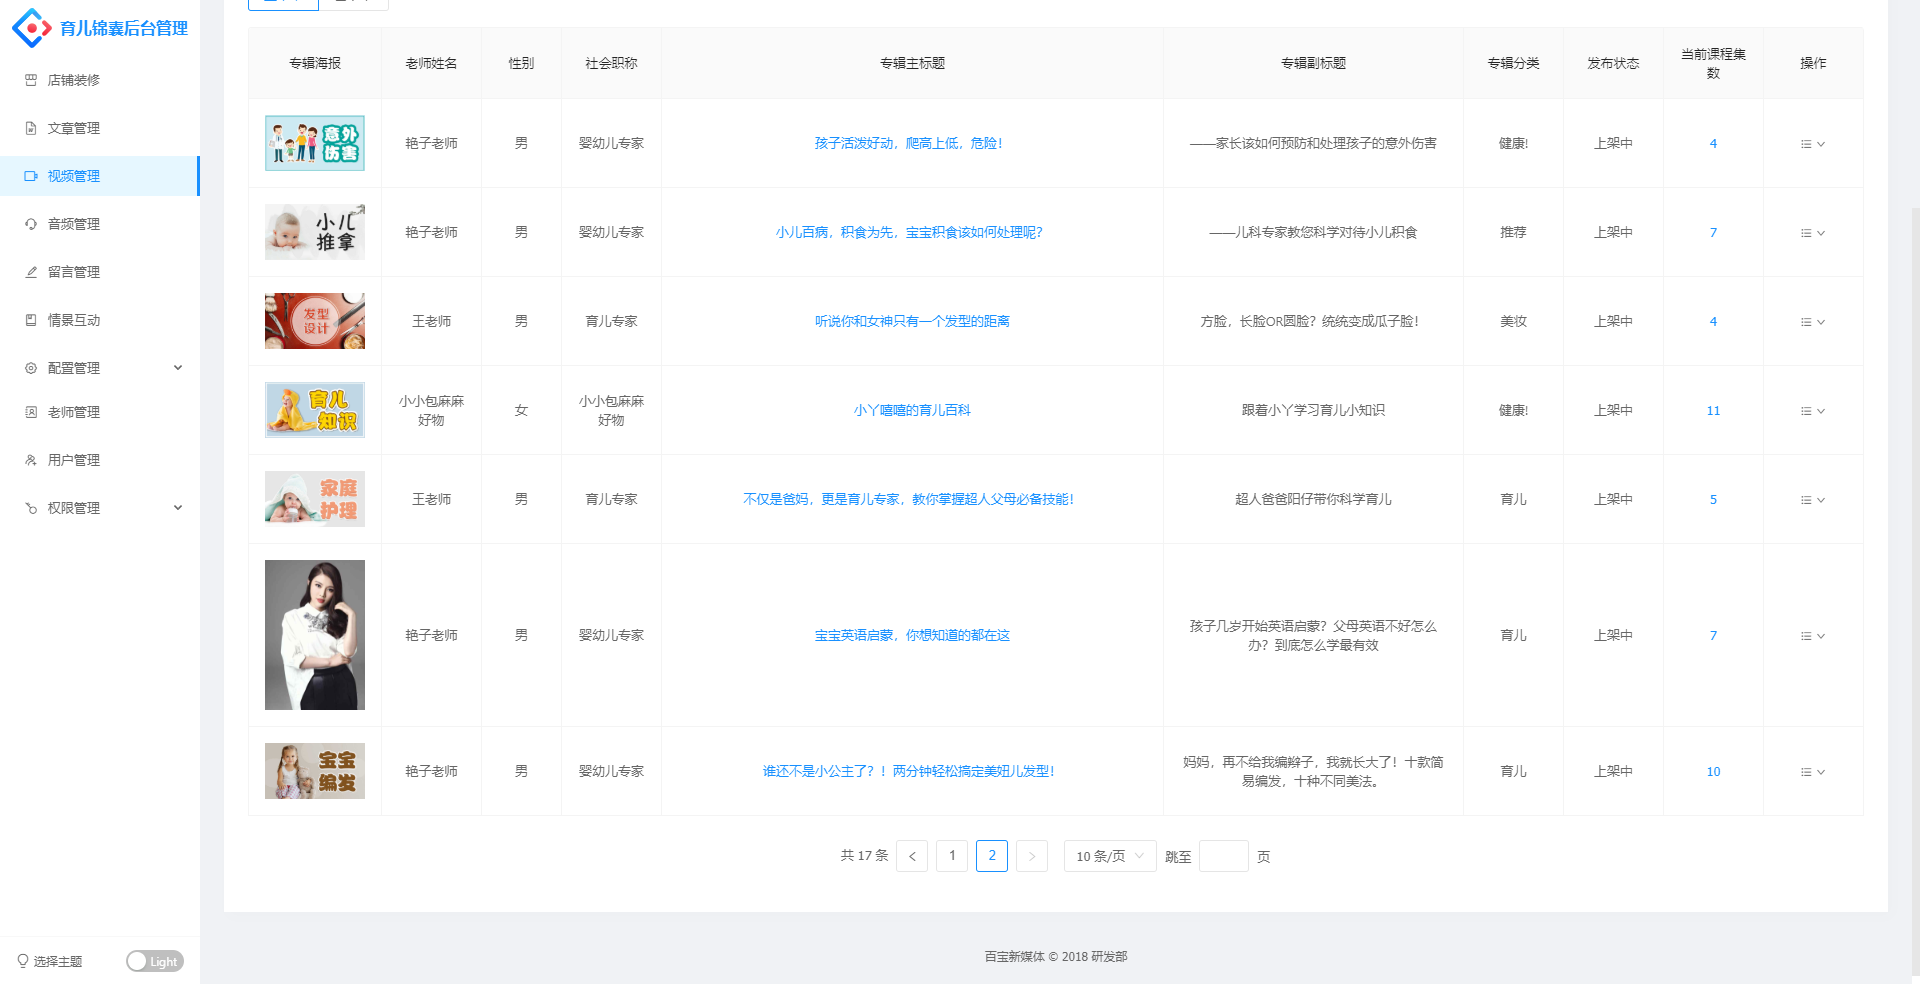 育儿锦囊后台管理
店铺装修
文章管理
视频管理
音频管理
留言管理
情景互动
配置管理
老师管理
用户管理
权限管理
选择主题
Light
专辑海报
老师姓名
性别
社会职称
专辑主标题
专辑副标题
专辑分类
发布状态
当前课程集
数
操作
意外
伤害
艳子老师
男
婴幼儿专家
孩子活泼好动，爬高上低，危险！
——家长该如何预防和处理孩子的意外伤害
健康!
上架中
4
小儿
推拿
艳子老师
男
婴幼儿专家
小儿百病，积食为先，宝宝积食该如何处理呢？
——儿科专家教您科学对待小儿积食
推荐
上架中
7
发型
设计
王老师
男
育儿专家
听说你和女神只有一个发型的距离
方脸，长脸OR圆脸？统统变成瓜子脸！
美妆
上架中
4
育儿
知识
小小包麻麻
好物
女
小小包麻麻
好物
小丫嘻嘻的育儿百科
跟着小丫学习育儿小知识
健康!
上架中
11
家庭
护理
王老师
男
育儿专家
不仅是爸妈，更是育儿专家，教你掌握超人父母必备技能！
超人爸爸阳仔带你科学育儿
育儿
上架中
5
艳子老师
男
婴幼儿专家
宝宝英语启蒙，你想知道的都在这
孩子几岁开始英语启蒙？父母英语不好怎么
办？到底怎么学最有效
育儿
上架中
7
宝宝
编发
艳子老师
男
婴幼儿专家
谁还不是小公主了？！两分钟轻松搞定美妞儿发型！
妈妈，再不给我编辫子，我就长大了！十款简
易编发，十种不同美法。
育儿
上架中
10
共 17 条
1
2
10 条/页
跳至
页
百宝新媒体 © 2018 研发部